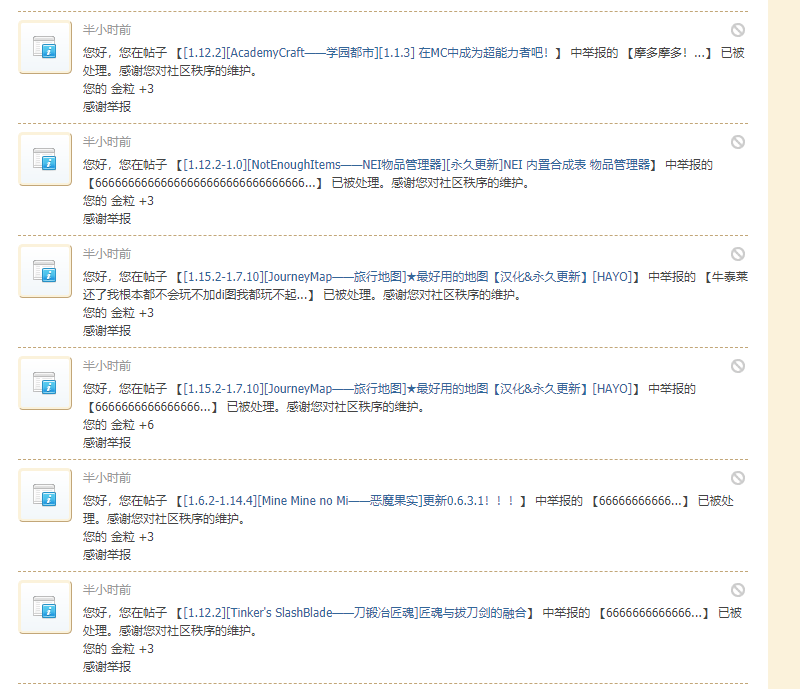 半小时前
您好，您在帖子 【[1.12.2][AcademyCraft——学园都市][1.1.3] 在MC中成为超能力者吧！】 中举报的 【摩多摩多！...】 已被
处理。感谢您对社区秩序的维护。
您的 金粒 +3
感谢举报
半小时前
您好，您在帖子 【[1.12.2-1.0][NotEnoughItems——NEI物品管理器][永久更新]NEI 内置合成表 物品管理器】 中举报的
【66666666666666666666666666666666...】 已被处理。感谢您对社区秩序的维护。
您的 金粒 +3
感谢举报
半小时前
您好，您在帖子 【[1.15.2-1.7.10][JourneyMap——旅行地图]★最好用的地图【汉化&永久更新】[HAYO]】 中举报的 【牛泰莱
还了我根本都不会玩不加di图我都玩不起...】 已被处理。感谢您对社区秩序的维护。
您的 金粒 +3
感谢举报
半小时前
您好，您在帖子 【[1.15.2-1.7.10][JourneyMap——旅行地图]★最好用的地图【汉化&永久更新】[HAYO]】 中举报的
【6666666666666666...】 已被处理。感谢您对社区秩序的维护。
您的 金粒 +6
感谢举报
半小时前
您好，您在帖子 【[1.6.2-1.14.4][Mine Mine no Mi——恶魔果实]更新0.6.3.1！！！】 中举报的 【66666666666...】 已被处
理。感谢您对社区秩序的维护。
您的 金粒 +3
感谢举报
半小时前
您好，您在帖子 【[1.12.2][Tinker's SlashBlade——刀锻冶匠魂]匠魂与拔刀剑的融合】 中举报的 【6666666666666...】 已被
处理。感谢您对社区秩序的维护。
您的 金粒 +3
感谢举报